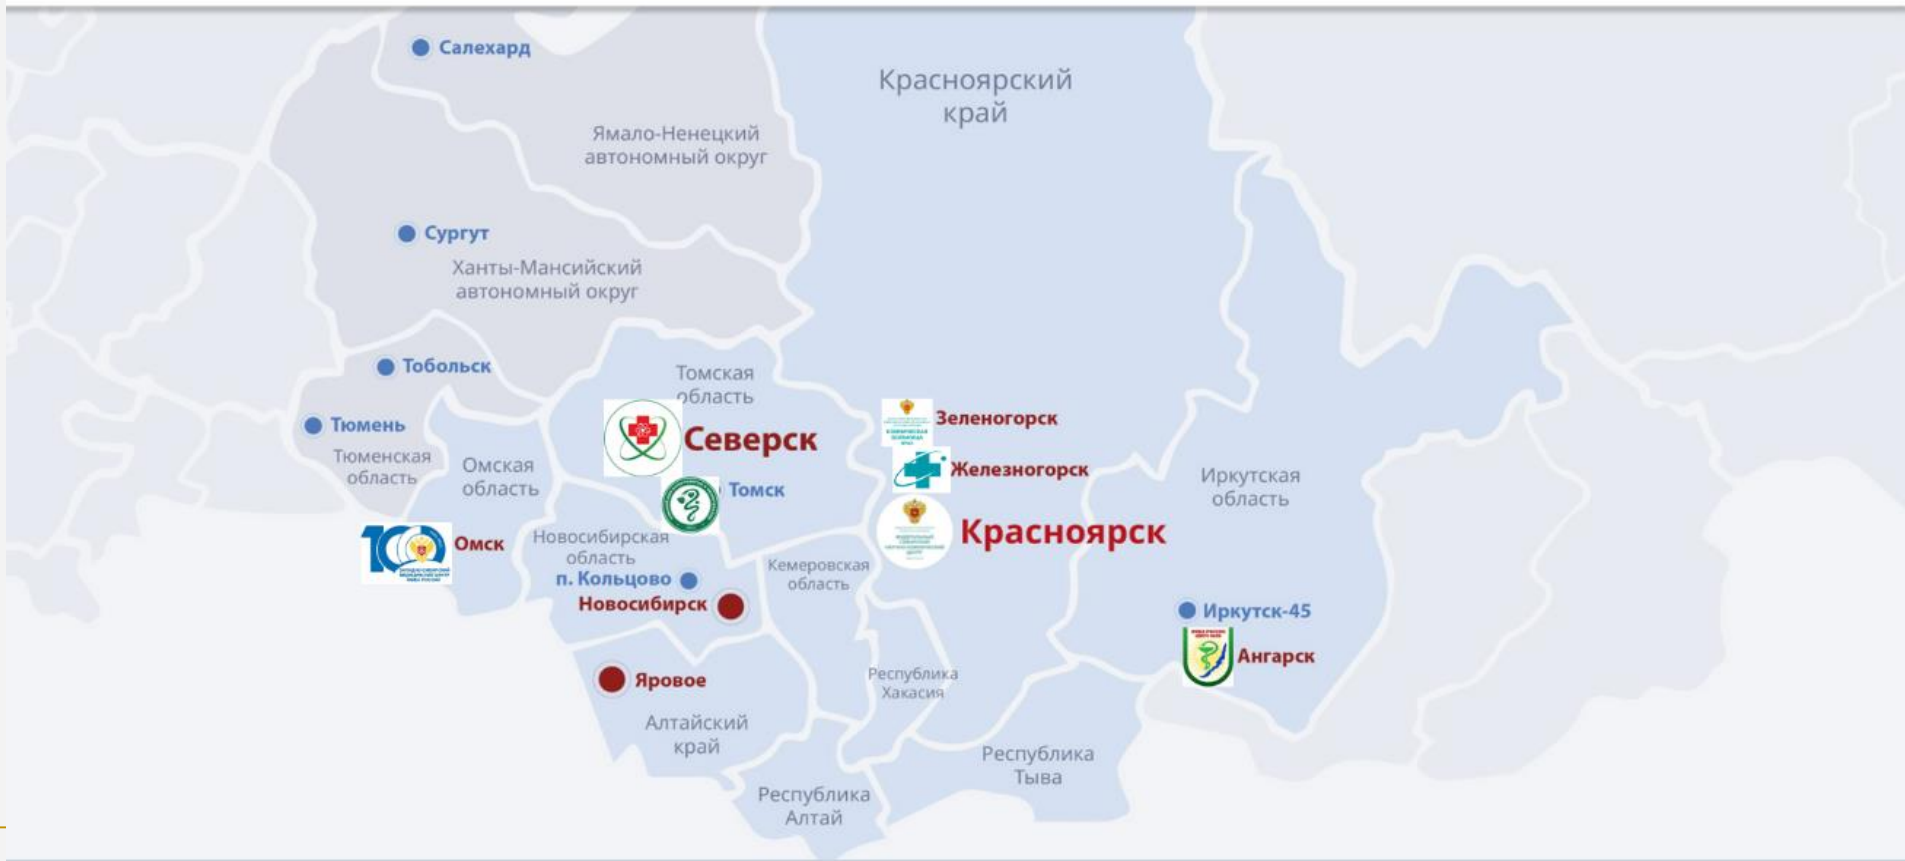 Салехард
Красноярский
край
Ямало-Ненецкий
автономный округ
Сургут
Ханты-Мансийский
автономный округ
Тобольск
Томская
область
Зеленогорск
Тюмень
Северск
Тюменская
область
Омская
область
Железногорск
Иркутская
область
Томск
100
Омск
Новосибирская
область
Красноярск
Кемеровская
область
п. Кольцово
Новосибирск
Иркутск-45
Ангарск
Яровое
Республика
Хакасия
Алтайский
край
Республика
Тыва
Республика
Алтай